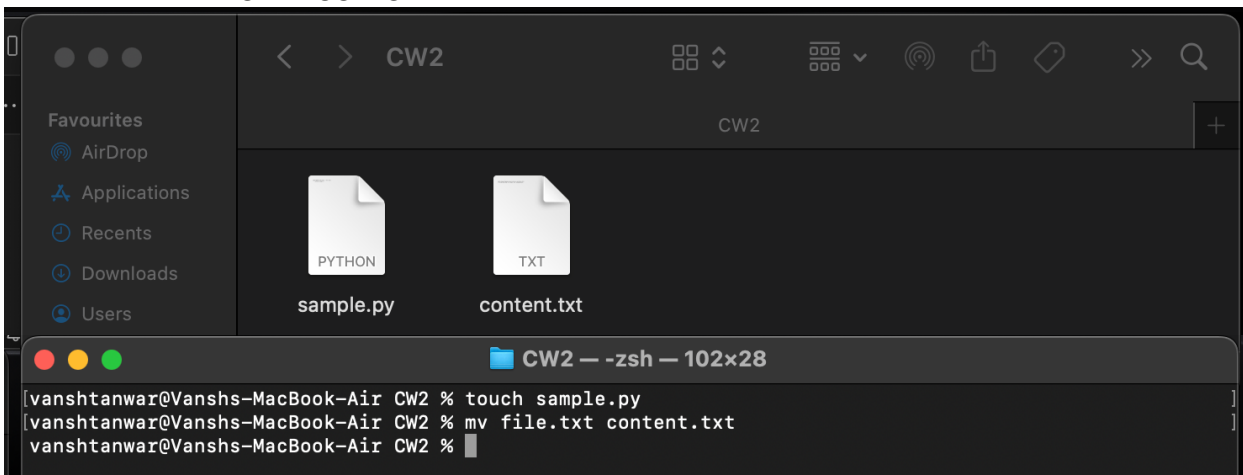 CW2
Favourites
CW2
+
AirDrop
Applications
Recents
Downloads
Users
PYTHON
TXT
sample.py
content.txt
CW2 — -zsh — 102×28
[vanshtanwar@Vanshs-MacBook-Air CW2 % touch sample.py ]
[vanshtanwar@Vanshs-MacBook-Air CW2 % mv file.txt content.txt ]
vanshtanwar@Vanshs-MacBook-Air CW2 %